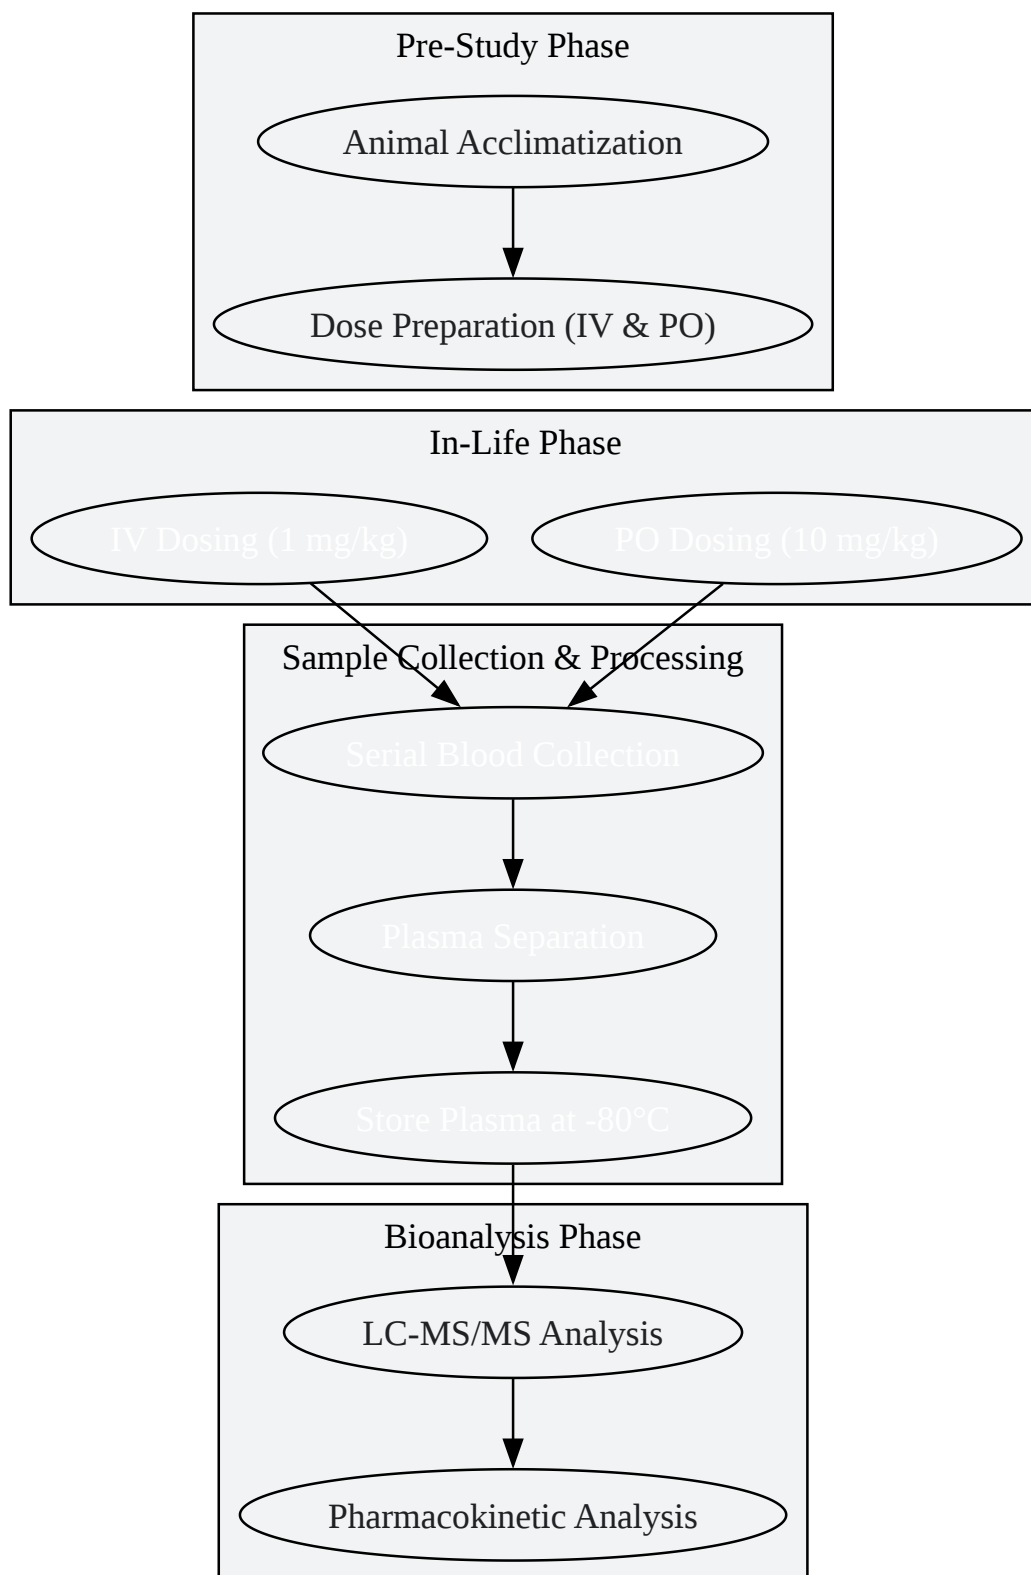 Pre-Study Phase
Animal Acclimatization
Dose Preparation (IV & PO)
In-Life Phase
IV Dosing (1 mg/kg)
PO Dosing (10 mg/kg)
Sample Collection & Processing
Serial Blood Collection
Plasma Separation
Store Plasma at -80°C
Bioanalysis Phase
LC-MS/MS Analysis
Pharmacokinetic Analysis